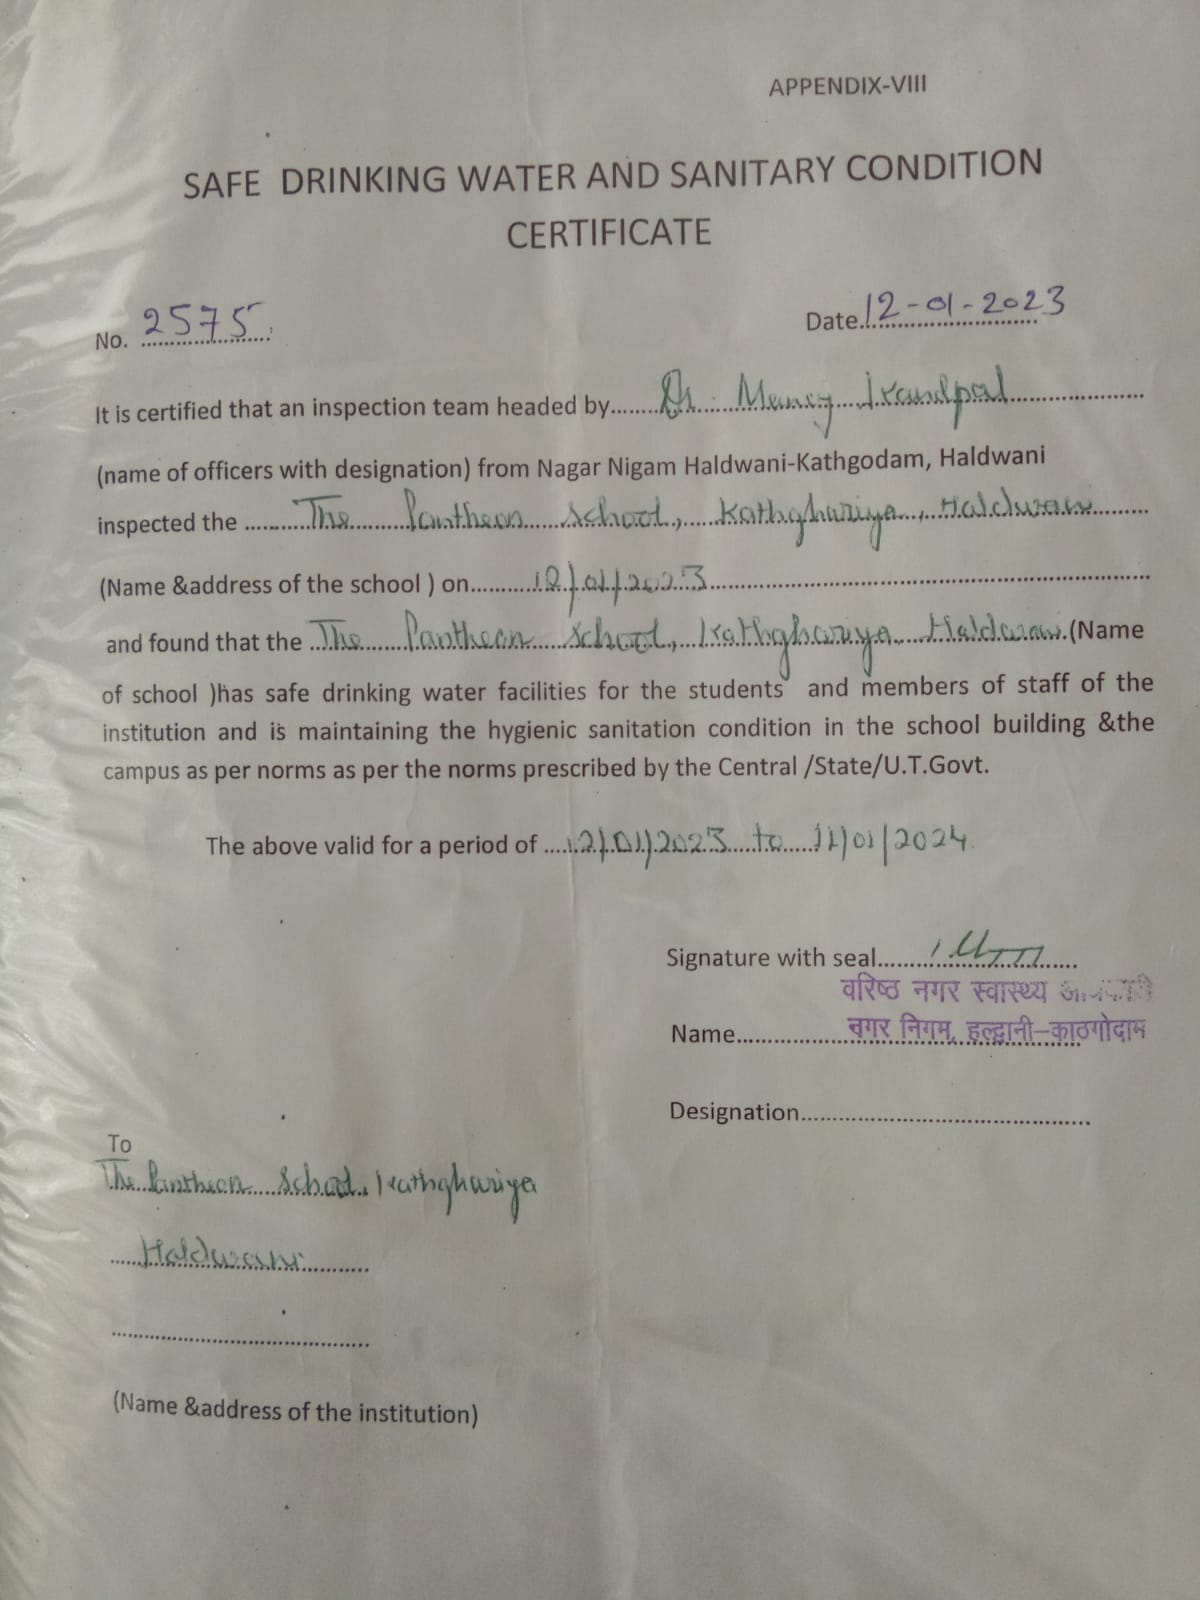 APPENDIX-VIII
SAFE DRINKING WATER AND SANITARY CONDITION
CERTIFICATE
No. 2575
Date 12-01-2023
It is certified that an inspection team headed by Dr.
(name of officers with designation) from Nagar Nigam Haldwani-Kathgodam, Haldwani
inspected the The Pantheon School, Kathghariya, Haldwani
(Name &address of the school ) on 12/01/2023
and found that the The Pantheon School, Kathghariya Haldwani. (Name
of school )has safe drinking water facilities for the students and members of staff of the
institution and is maintaining the hygienic sanitation condition in the school building &the
campus as per norms as per the norms prescribed by the Central /State/U.T.Govt.
The above valid for a period of 12/01/2023 to 11/01/2024
Signature with seal
वरिष्ठ नगर स्वास्थ्य
Name नगर निगम, हल्द्वानी-काठगोदाम
Designation
To
The Pantheon School, Kathghariya
Haldwani
(Name &address of the institution)